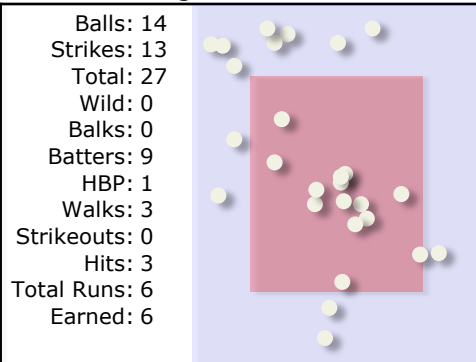 Balls: 14
Strikes: 13
Total: 27
Wild: 0
Balks: 0
Batters: 9
HBP: 1
Walks: 3
Strikeouts: 0
Hits: 3
Total Runs: 6
Earned: 6